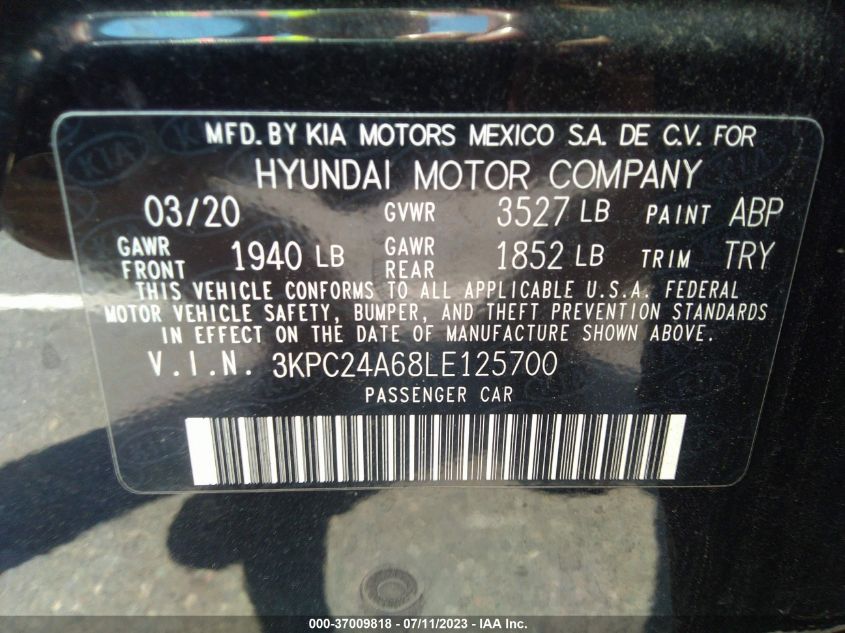 MFD. BY KIA MOTORS MEXICO S.A. DE C.V. FOR
HYUNDAI MOTOR COMPANY
03/20 GVWR 3527 LB PAINT ABP
GAWR FRONT 1940 LB GAWR REAR 1852 LB TRIM TRY
THIS VEHICLE CONFORMS TO ALL APPLICABLE U.S.A. FEDERAL
MOTOR VEHICLE SAFETY, BUMPER, AND THEFT PREVENTION STANDARDS
IN EFFECT ON THE DATE OF MANUFACTURE SHOWN ABOVE.
V.I.N. 3KPC24A68LE125700
PASSENGER CAR
000-37009818 - 07/11/2023 - IAA Inc.